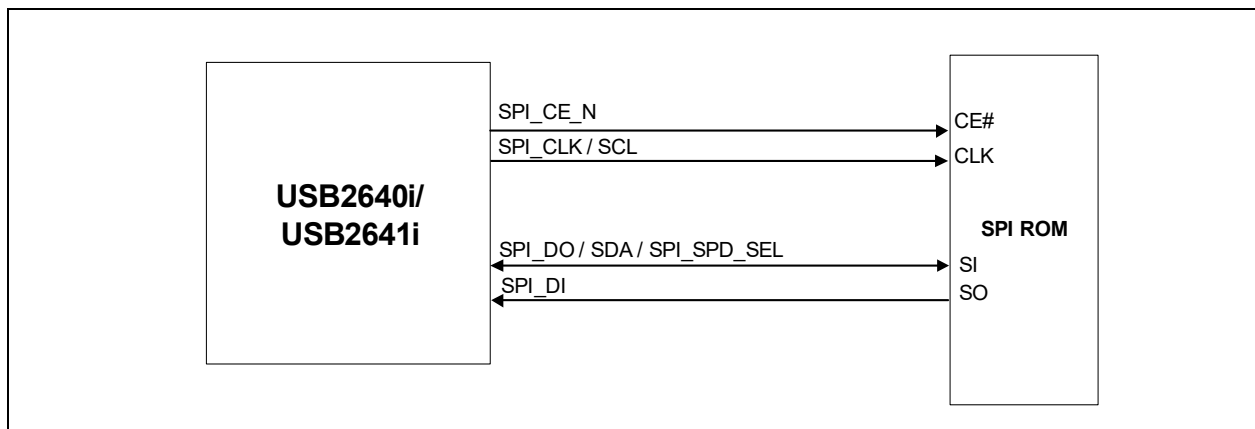 SPI_CE_N
CE#
SPI_CLK / SCL
CLK
USB2640i/
USB2641i
SPI ROM
SPI_DO / SDA / SPI_SPD_SEL
SI
SPI_DI
SO